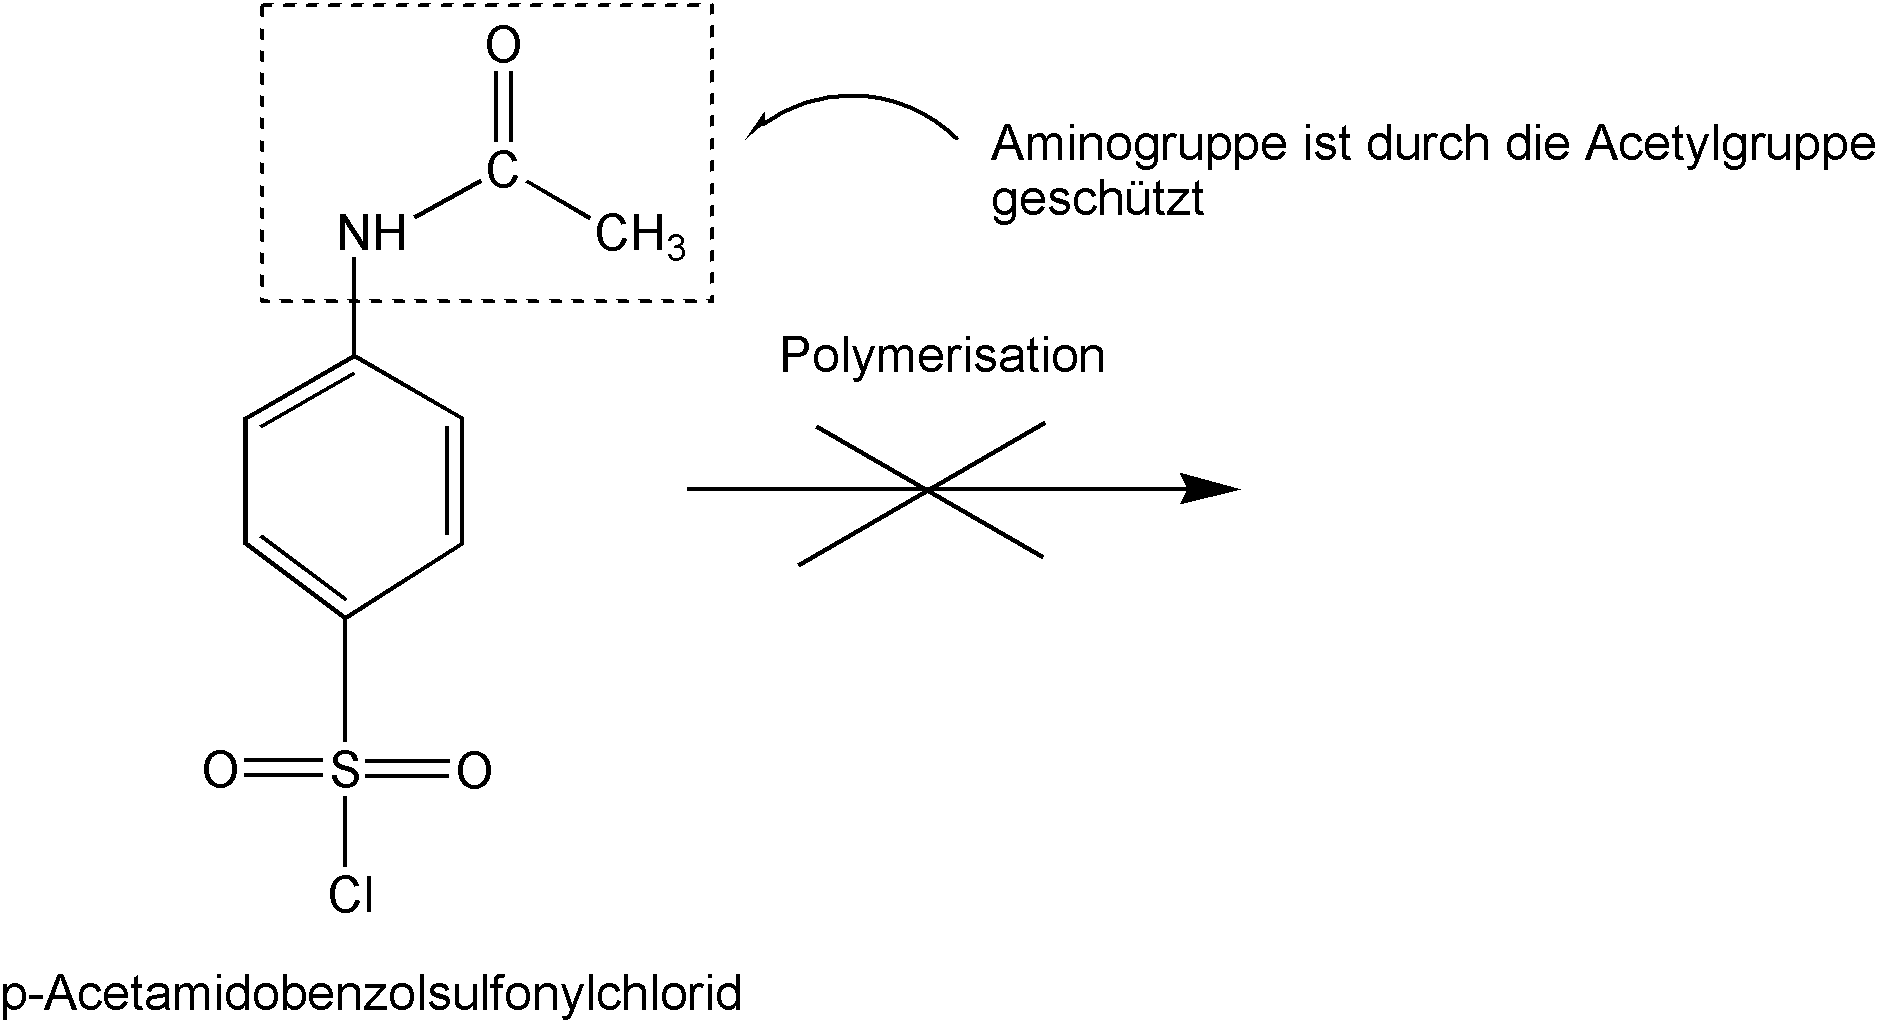 O
C
NH
CH3
Aminogruppe ist durch die Acetylgruppe
geschützt
Polymerisation
O S O
Cl
p-Acetamidobenzolsulfonylchlorid